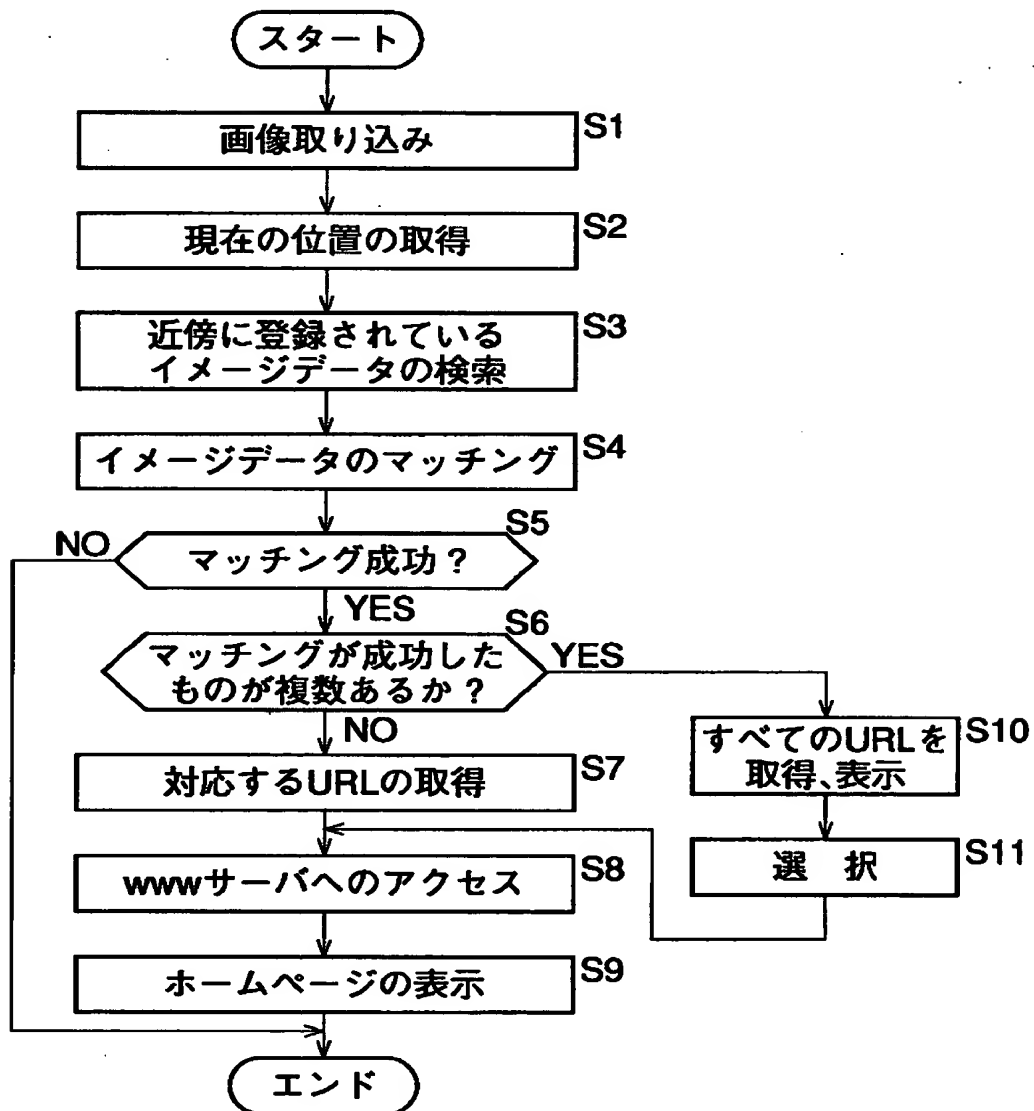 スタート
画像取り込み
S1
現在の位置の取得
S2
近傍に登録されている
イメージデータの検索
S3
イメージデータのマッチング
S4
マッチング成功？
S5
NO
YES
マッチングが成功した
ものが複数あるか？
S6
YES
NO
すべてのURLを
取得、表示
S10
対応するURLの取得
S7
選　択
S11
wwwサーバへのアクセス
S8
ホームページの表示
S9
エンド